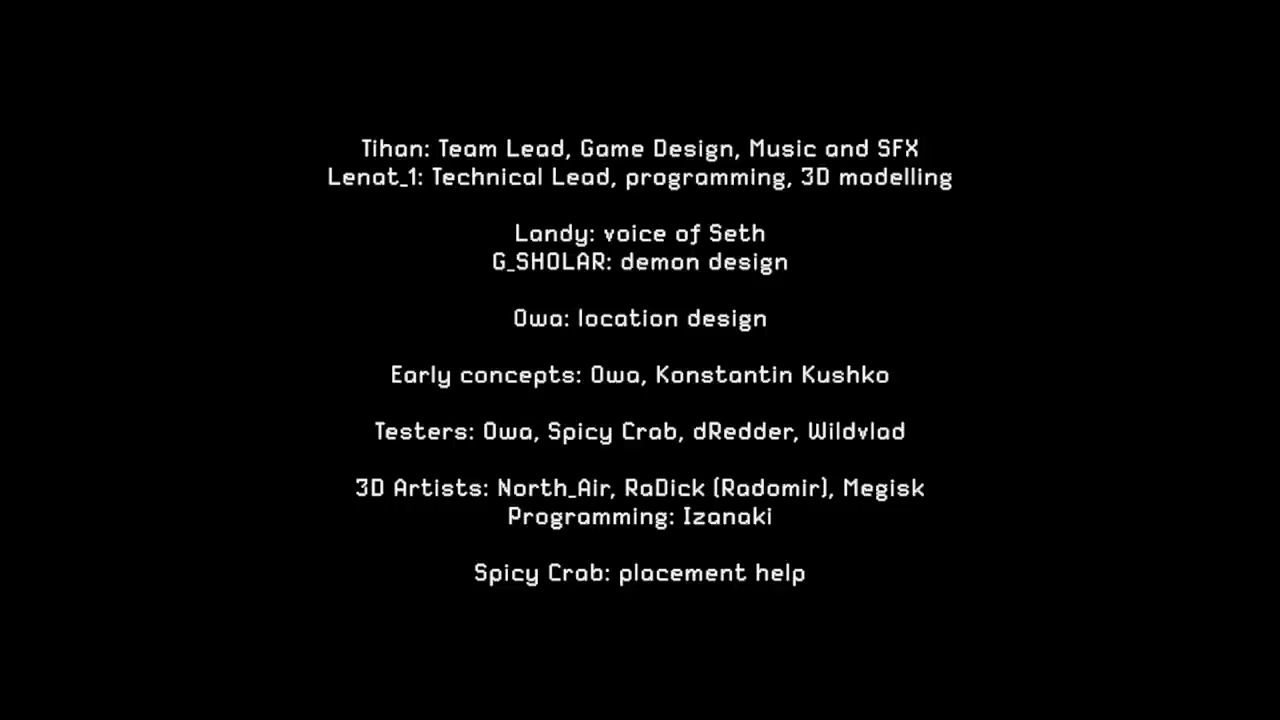 Tihan: Team Lead, Game Design, Music and SFX
Lenat_1: Technical Lead, programming, 3D modelling
Landy: voice of Seth
G_SHOLAR: demon design
Owa: location design
Early concepts: Owa, Konstantin Kushko
Testers: Owa, Spicy Crab, dRedder, Wildvlad
3D Artists: North_Air, RaDick (Radomir), Megisk
Programming: Izanaki
Spicy Crab: placement help